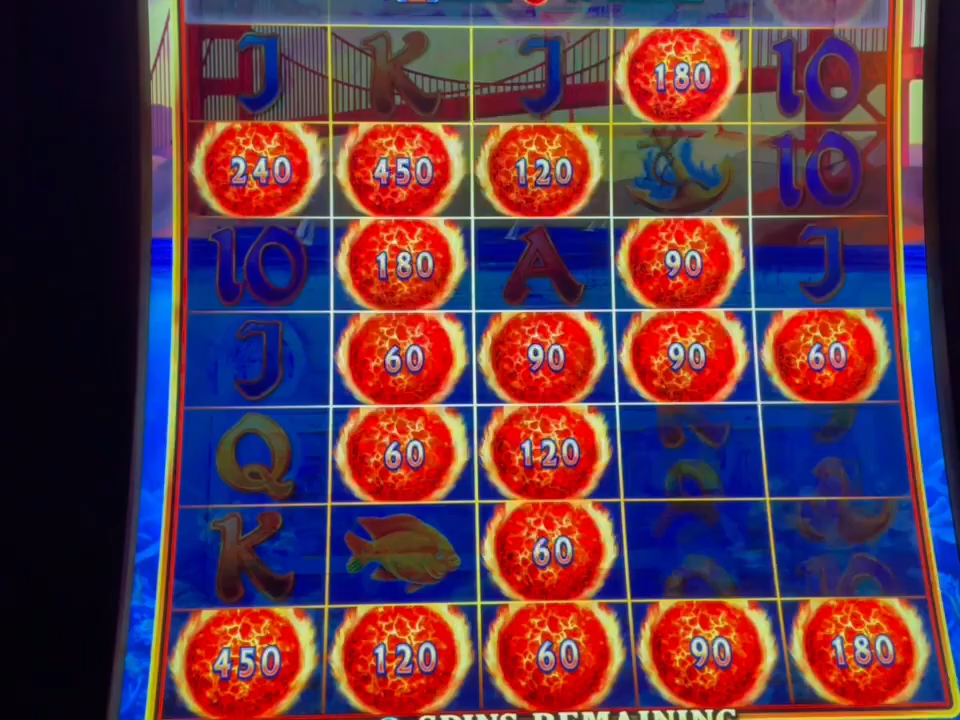 J K J 180 10
240 450 120 10
10 180 A 90 J
J 60 90 90 60
Q 60 120
K 60
450 120 60 90 180
SPINS REMAINING